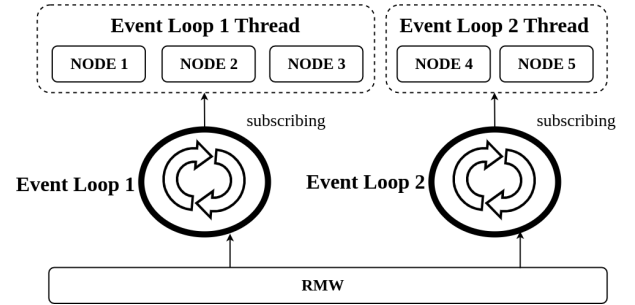 Event Loop 1 Thread
NODE 1
NODE 2
NODE 3
Event Loop 2 Thread
NODE 4
NODE 5
subscribing
subscribing
Event Loop 1
Event Loop 2
RMW